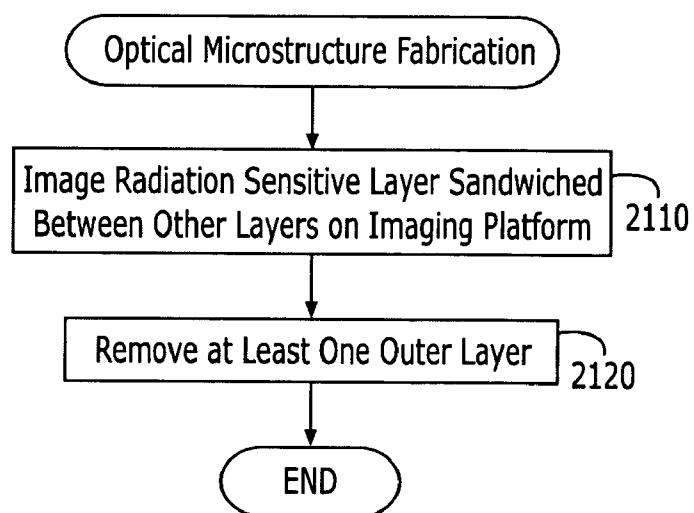 Optical Microstructure Fabrication
Image Radiation Sensitive Layer Sandwiched
Between Other Layers on Imaging Platform
2110
Remove at Least One Outer Layer
2120
END